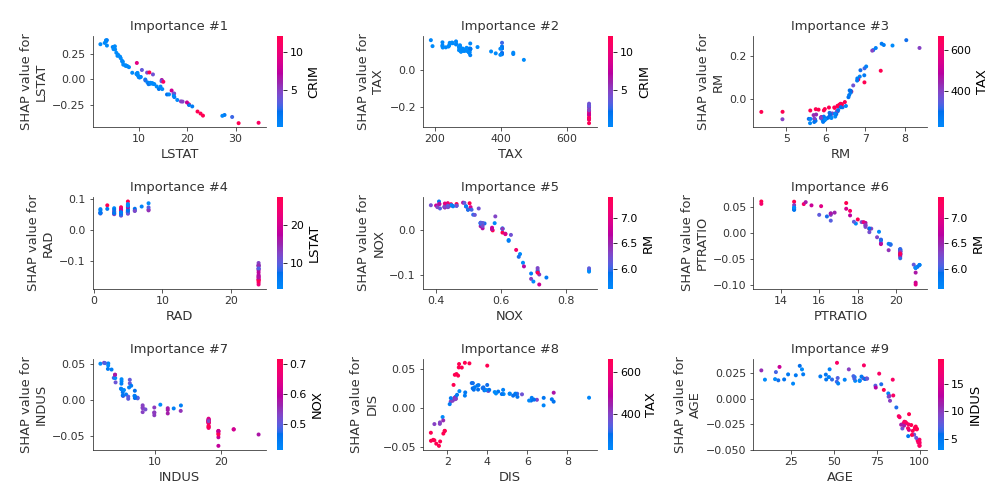 Importance #1
SHAP value for
LSTAT
0.25
0.00
−0.25
10
20
30
LSTAT
10
5
CRIM
Importance #2
SHAP value for
TAX
0.0
−0.2
200
400
600
TAX
10
5
CRIM
Importance #3
SHAP value for
RM
0.2
0.0
5
6
7
8
RM
600
400
TAX
Importance #4
SHAP value for
RAD
0.1
0.0
−0.1
0
20
RAD
20
10
LSTAT
Importance #5
SHAP value for
NOX
0.0
−0.1
0.4
0.6
0.8
NOX
7.0
6.5
6.0
RM
Importance #6
SHAP value for
PTRATIO
0.05
0.00
−0.05
−0.10
14
16
18
20
PTRATIO
7.0
6.5
6.0
RM
Importance #7
SHAP value for
INDUS
0.05
0.00
−0.05
10
20
INDUS
0.7
0.6
0.5
NOX
Importance #8
SHAP value for
DIS
0.05
0.00
−0.05
2
4
6
8
DIS
600
400
TAX
Importance #9
SHAP value for
AGE
0.025
0.000
−0.025
−0.050
25
50
75
100
AGE
15
10
5
INDUS